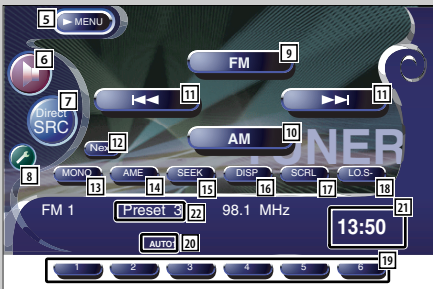 5 ► MENU
6
9 FM
7 11 ⏮ ⏭ 11
Direct
SRC
12 10 AM
Next
TUNER
8
MONO AME SEEK DISP SCRL LO.S-
13 14 15 16 17 18
FM 1 Preset 3 98.1 MHz 21
22
13:50
AUTO1 20
19
1 2 3 4 5 6